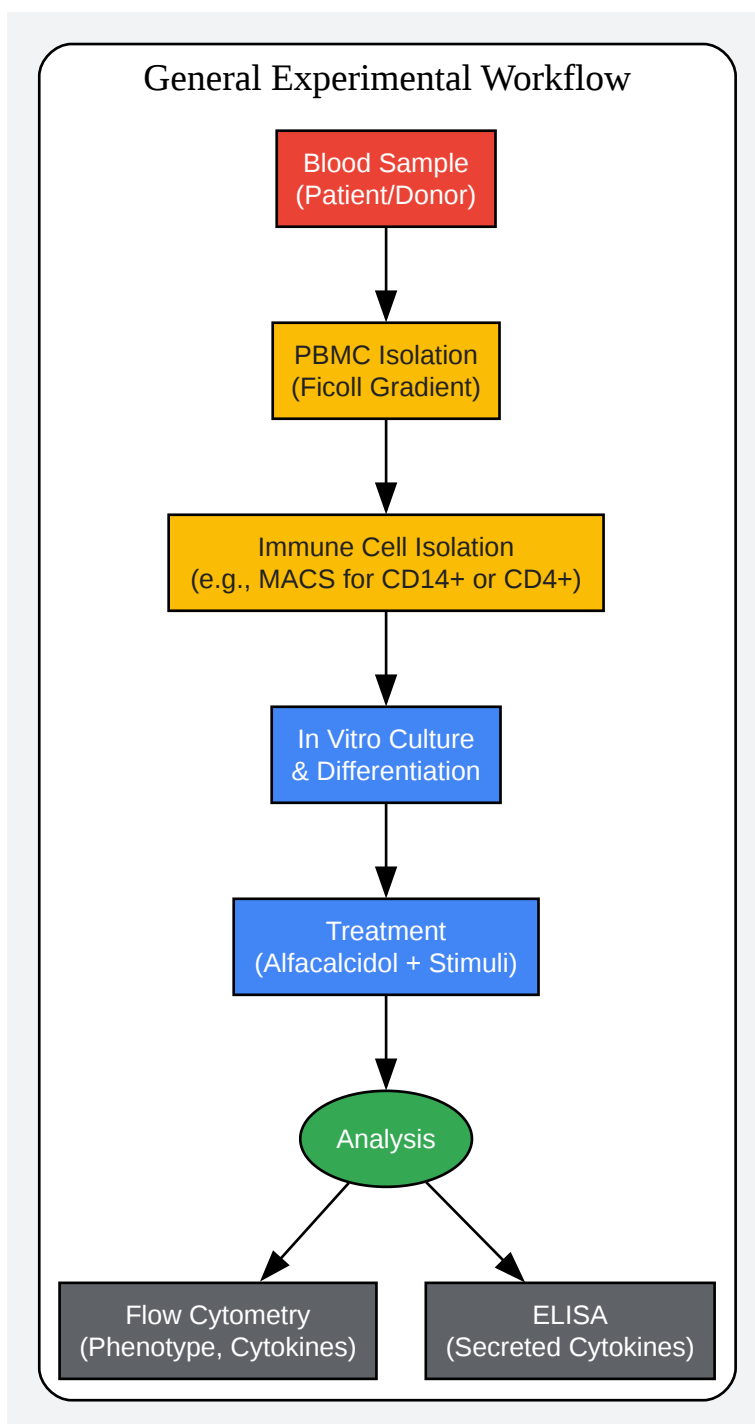 General Experimental Workflow
Blood Sample
(Patient/Donor)
PBMC Isolation
(Ficoll Gradient)
Immune Cell Isolation
(e.g., MACS for CD14+ or CD4+)
In Vitro Culture
& Differentiation
Treatment
(Alfacalcidol + Stimuli)
Analysis
Flow Cytometry
(Phenotype, Cytokines)
ELISA
(Secreted Cytokines)